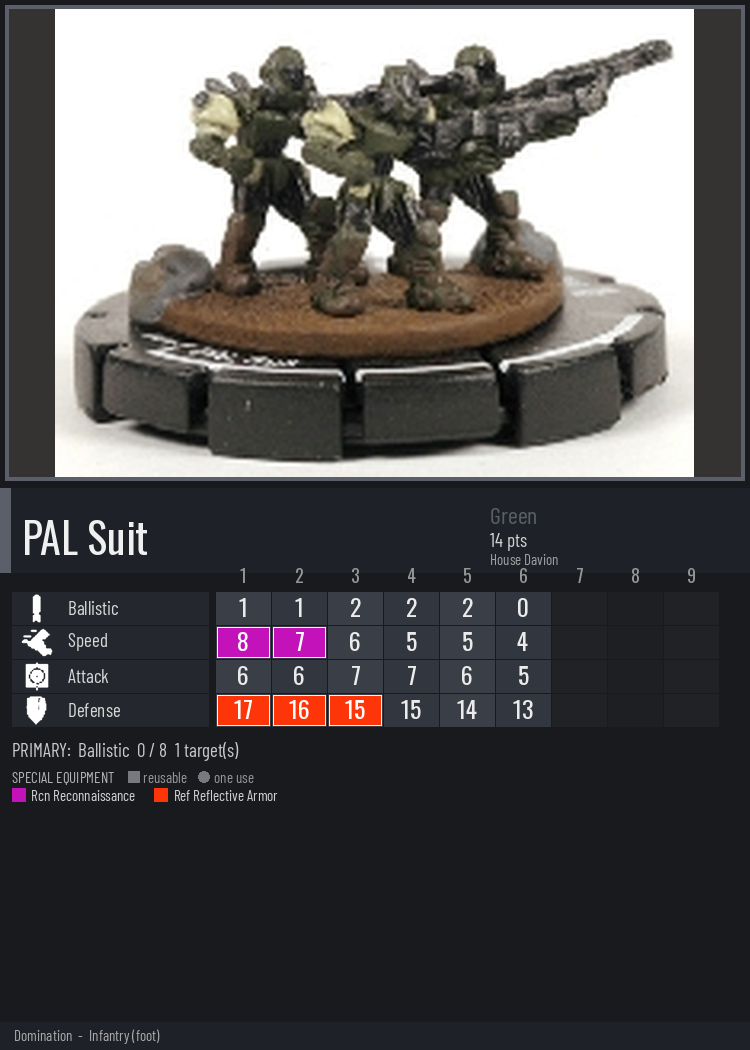 PAL Suit
Green
14 pts
House Davion
1 2 3 4 5 6 7 8 9
Ballistic 1 1 2 2 2 0
Speed 8 7 6 5 5 4
Attack 6 6 7 7 6 5
Defense 17 16 15 15 14 13
PRIMARY: Ballistic 0 / 8 1 target(s)
SPECIAL EQUIPMENT reusable one use
Rcn Reconnaissance Ref Reflective Armor
Domination - Infantry (foot)